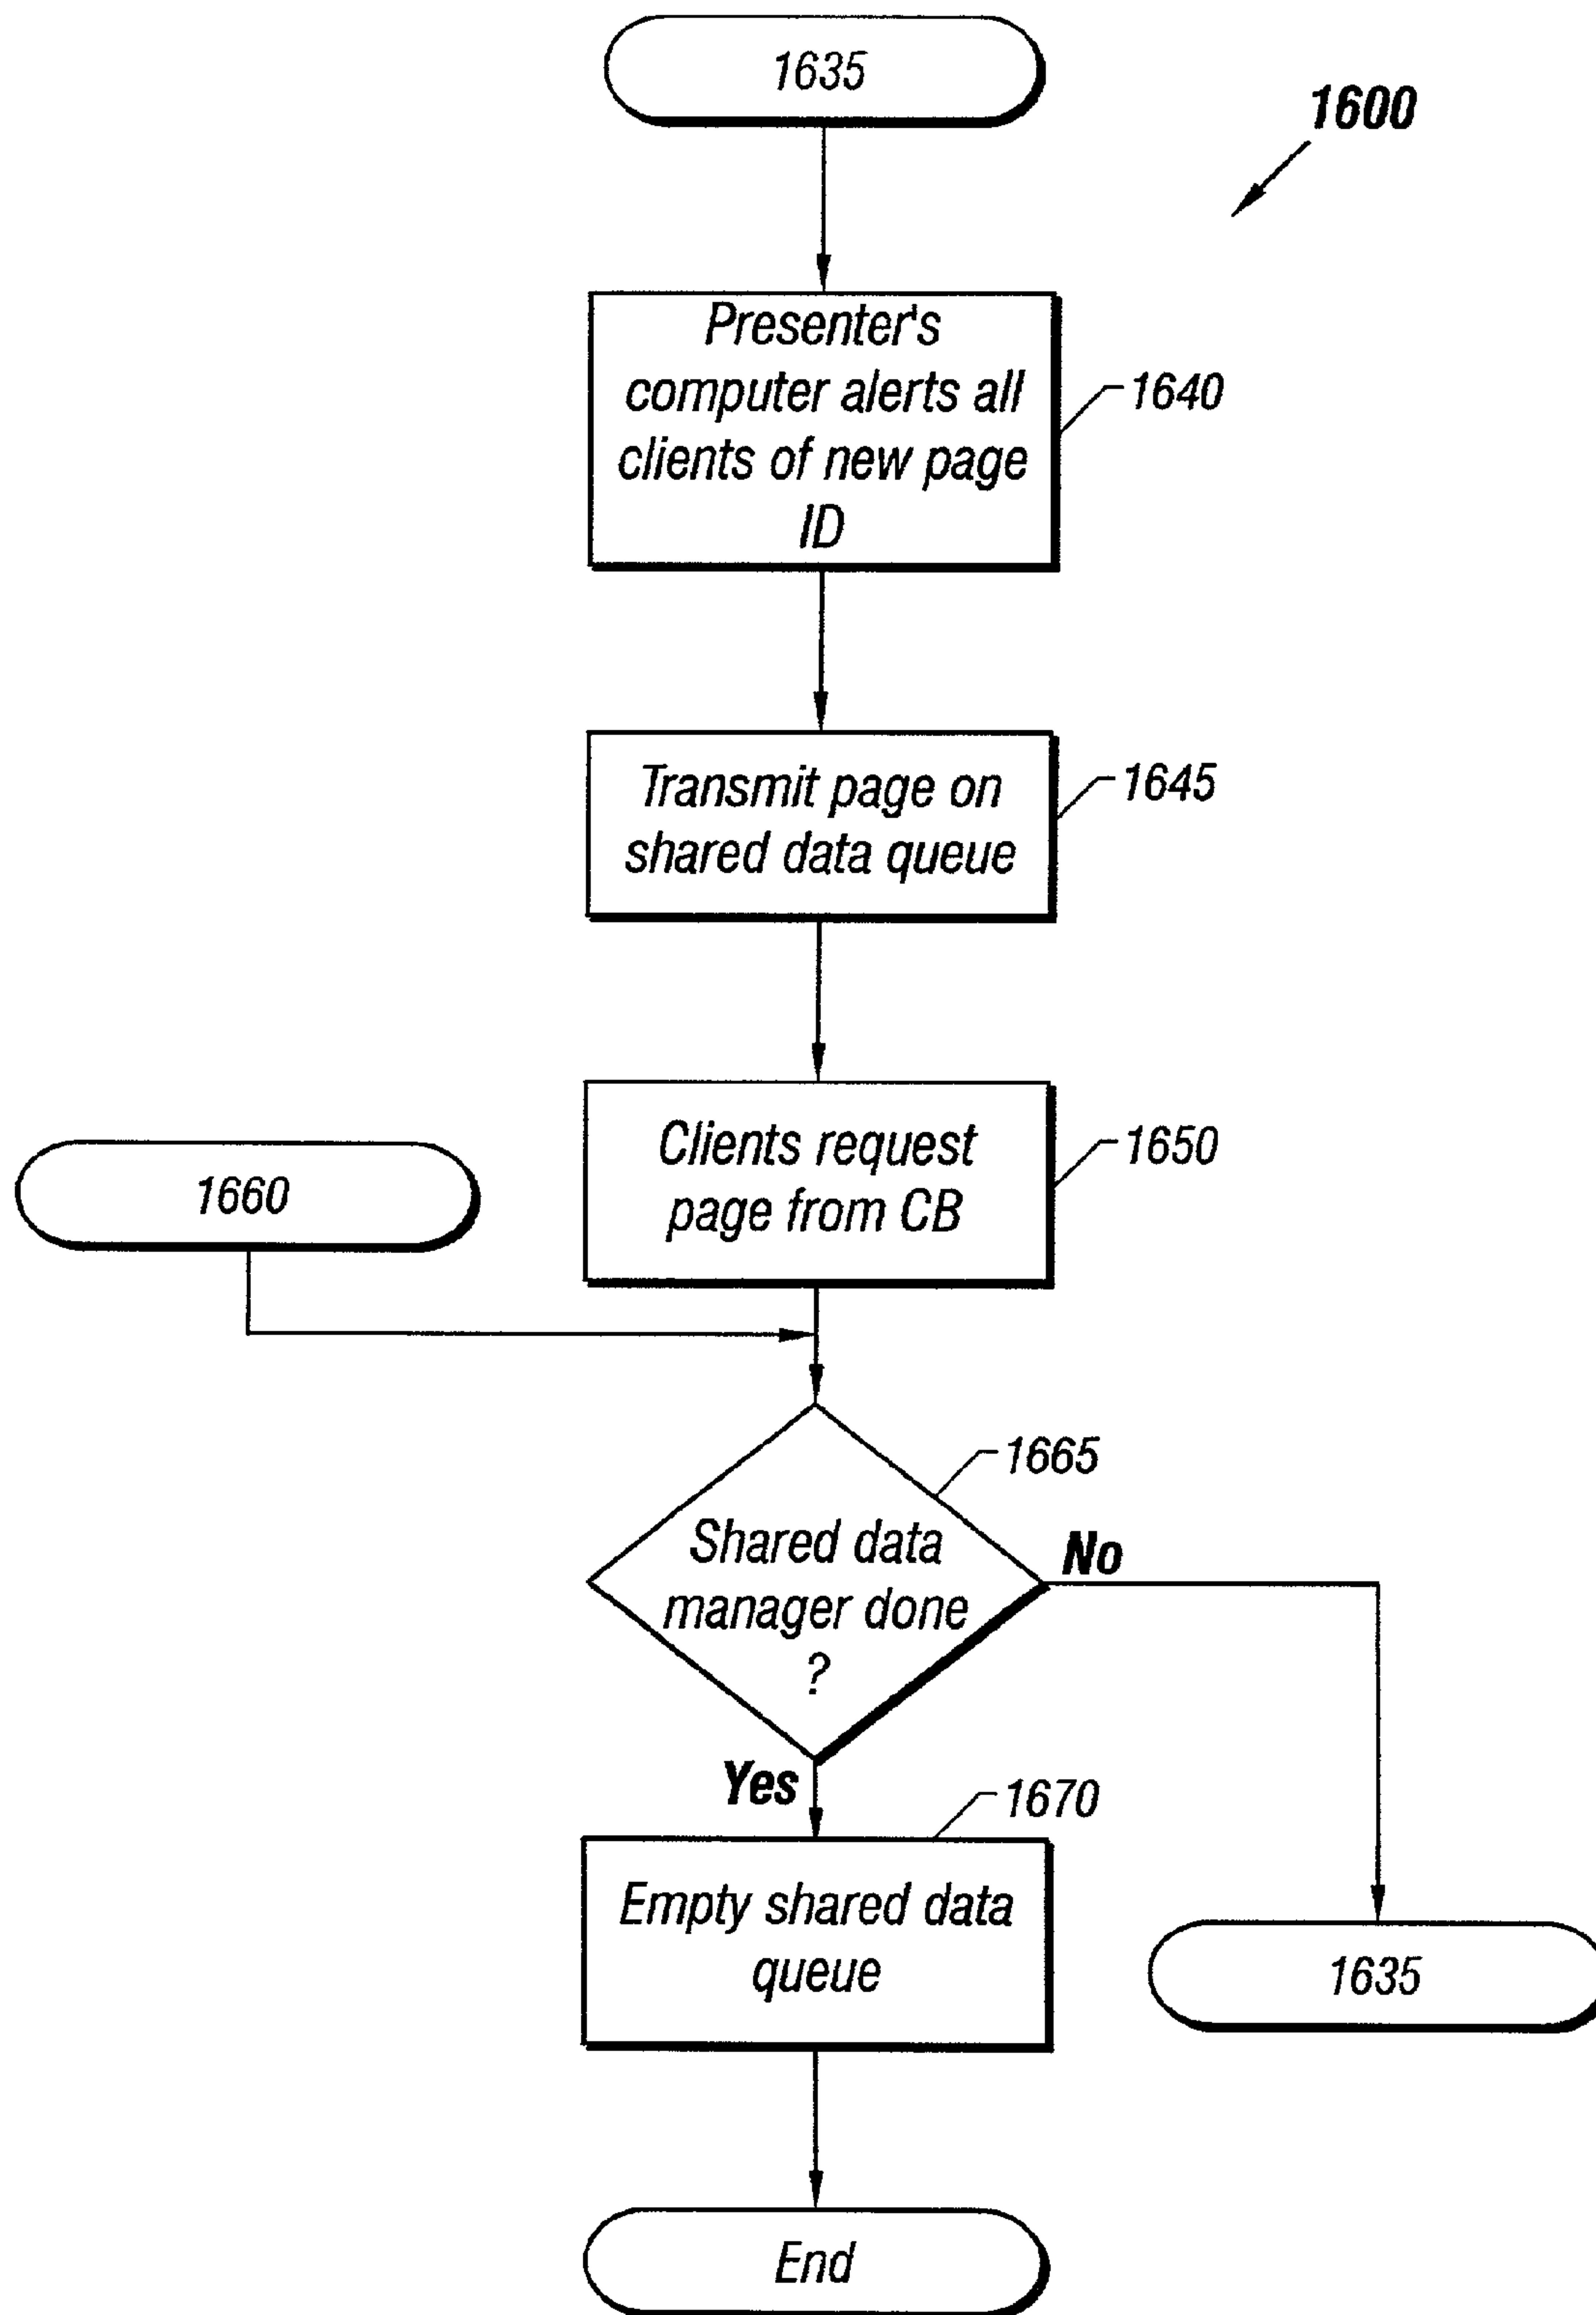 1635
1600
Presenter's
computer alerts all
clients of new page
ID
1640
Transmit page on
shared data queue
1645
Clients request
page from CB
1650
1660
1665
Shared data
manager done
?
No
Yes
1670
Empty shared data
queue
1635
End